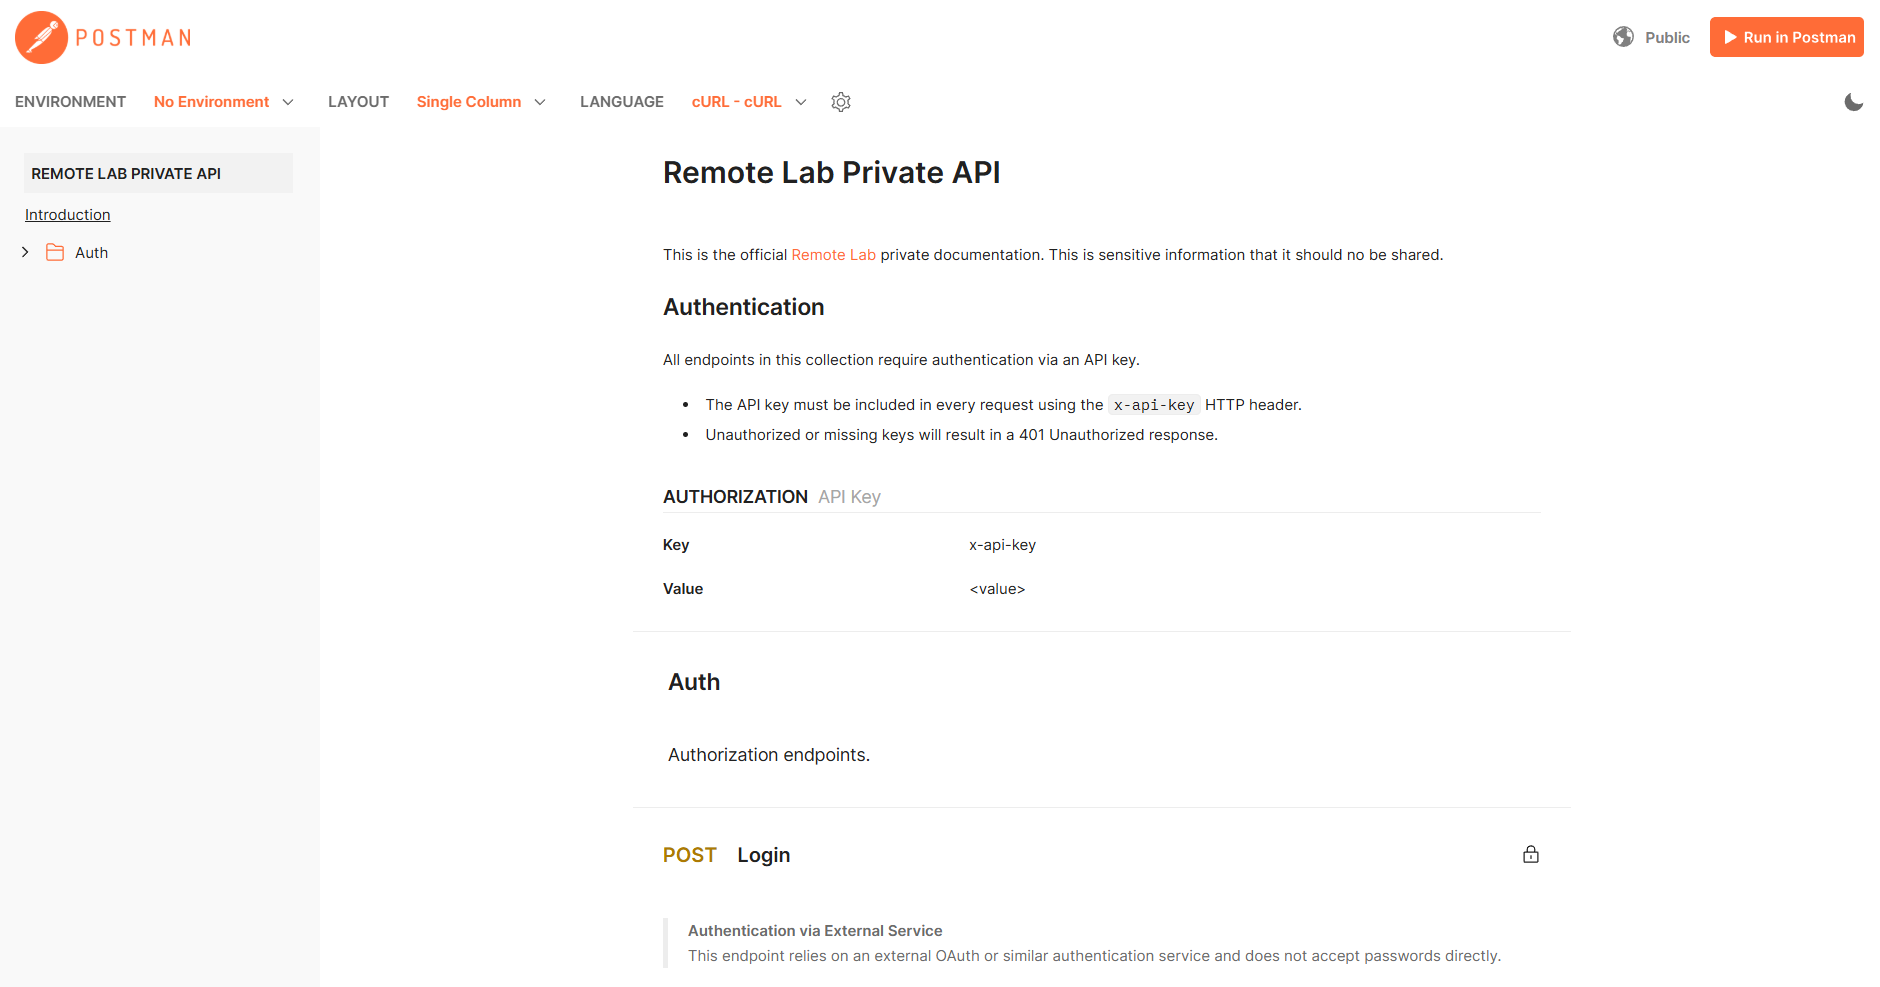 POSTMAN
Public
Run in Postman
ENVIRONMENT No Environment LAYOUT Single Column LANGUAGE cURL - cURL
REMOTE LAB PRIVATE API
Introduction
Auth
Remote Lab Private API
This is the official Remote Lab private documentation. This is sensitive information that it should no be shared.
Authentication
All endpoints in this collection require authentication via an API key.
• The API key must be included in every request using the x-api-key HTTP header.
• Unauthorized or missing keys will result in a 401 Unauthorized response.
AUTHORIZATION API Key
Key x-api-key
Value <value>
Auth
Authorization endpoints.
POST Login
Authentication via External Service
This endpoint relies on an external OAuth or similar authentication service and does not accept passwords directly.